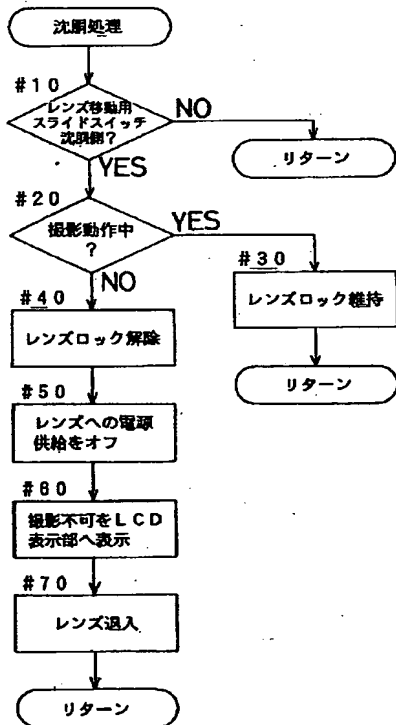 沈胴処理
#10
レンズ移動用
スライドスイッチ
沈胴側?
NO
リターン
YES
#20
撮影動作中
?
YES
NO
#30
レンズロック維持
リターン
#40
レンズロック解除
#50
レンズへの電源
供給をオフ
#60
撮影不可をLCD
表示部へ表示
#70
レンズ退入
リターン